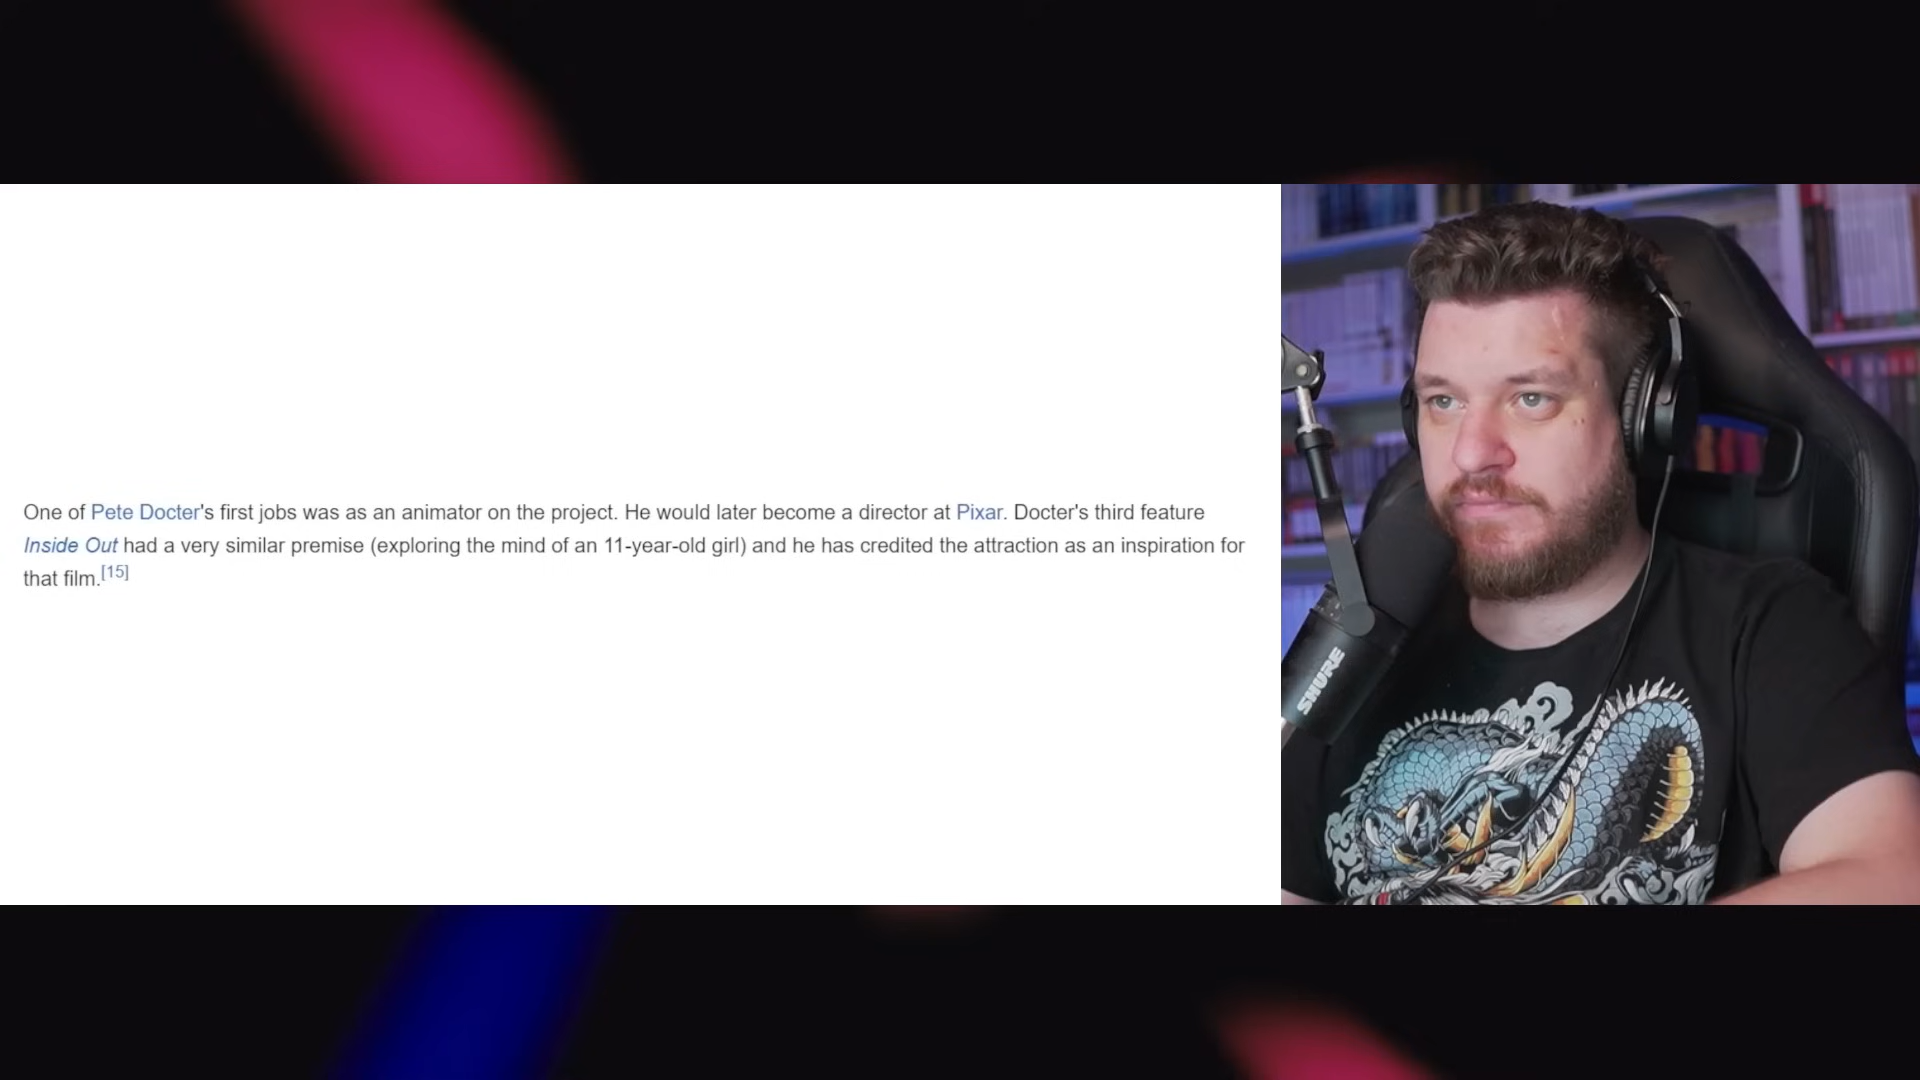 One of Pete Docter's first jobs was as an animator on the project. He would later become a director at Pixar. Docter's third feature
Inside Out had a very similar premise (exploring the mind of an 11-year-old girl) and he has credited the attraction as an inspiration for
that film.[15]
SHURE